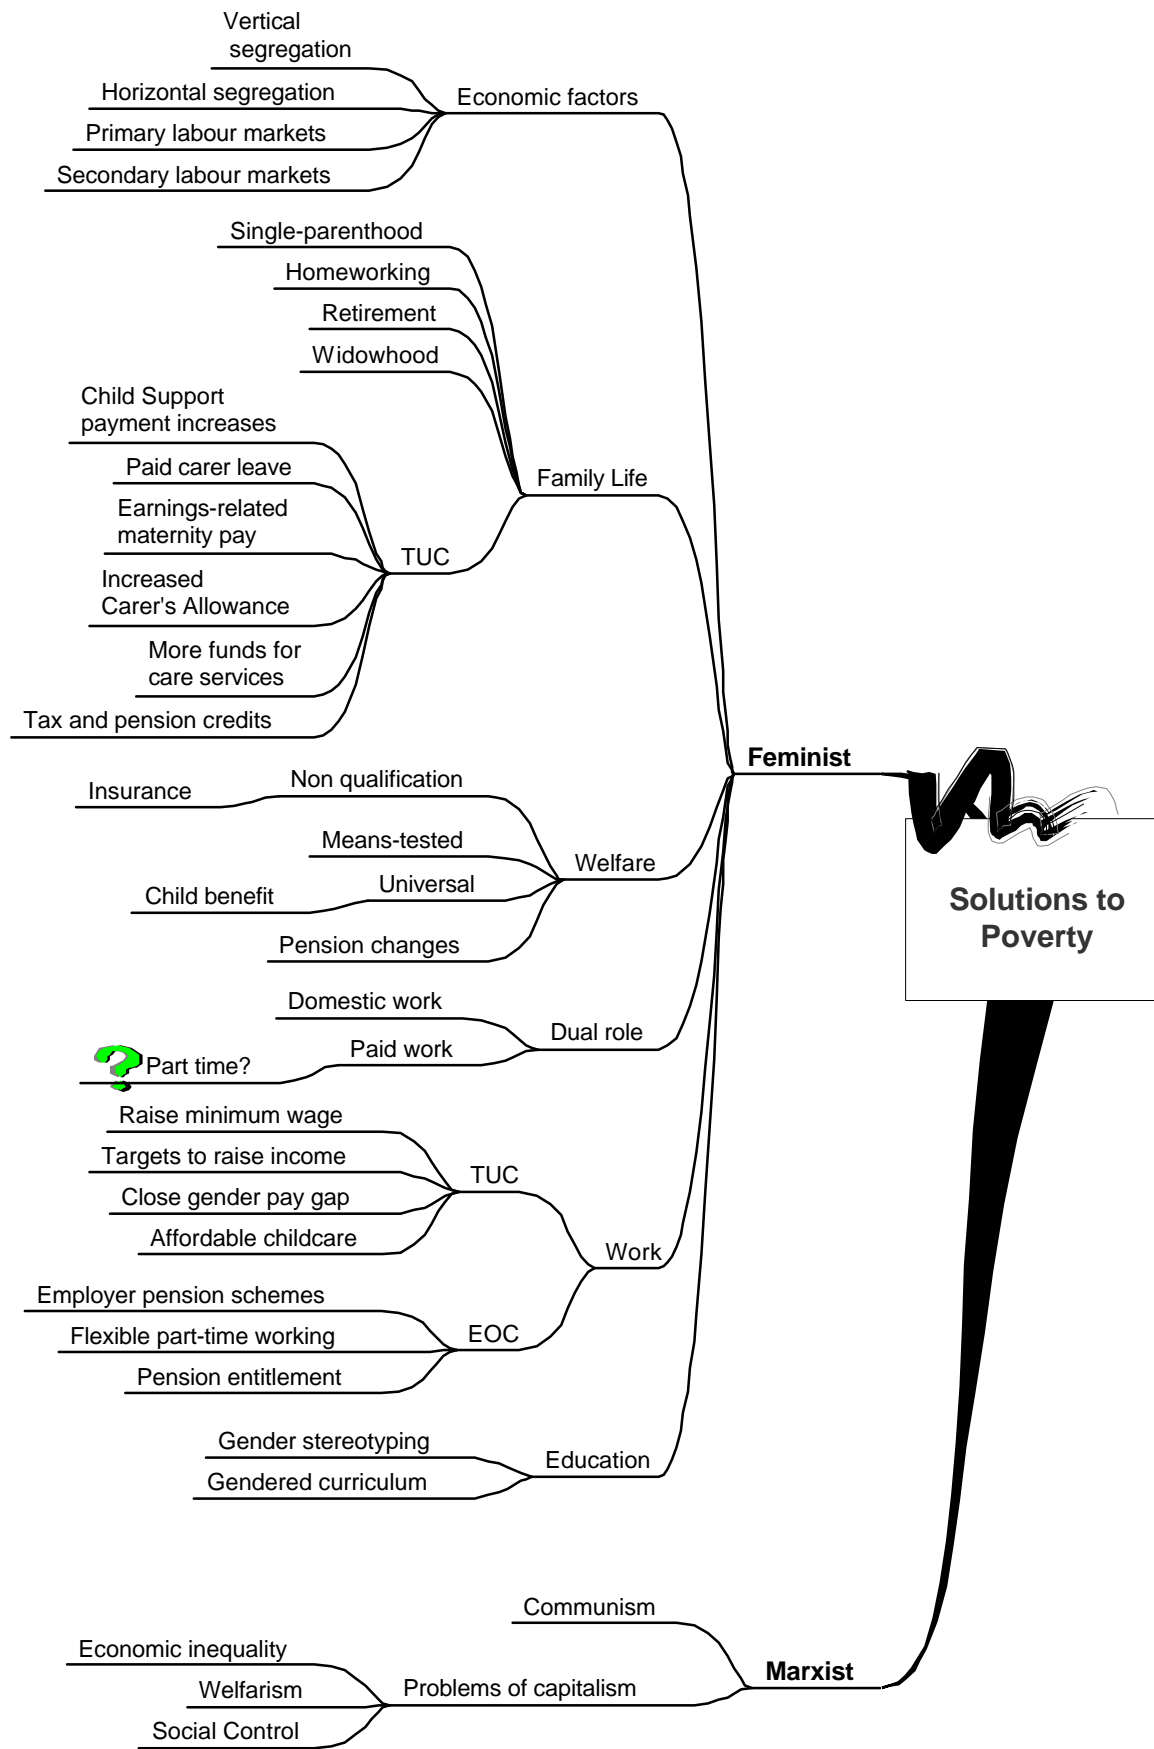 Vertical
segregation
Horizontal segregation
Primary labour markets
Secondary labour markets
Economic factors
Single-parenthood
Homeworking
Retirement
Widowhood
Child Support
payment increases
Paid carer leave
Earnings-related
maternity pay
Increased
Carer's Allowance
More funds for
care services
Tax and pension credits
TUC
Family Life
Insurance
Non qualification
Means-tested
Child benefit
Universal
Pension changes
Welfare
Domestic work
Part time?
Paid work
Dual role
Raise minimum wage
Targets to raise income
Close gender pay gap
Affordable childcare
TUC
Employer pension schemes
Flexible part-time working
Pension entitlement
EOC
Work
Gender stereotyping
Gendered curriculum
Education
Feminist
Solutions to
Poverty
Communism
Economic inequality
Welfarism
Social Control
Problems of capitalism
Marxist